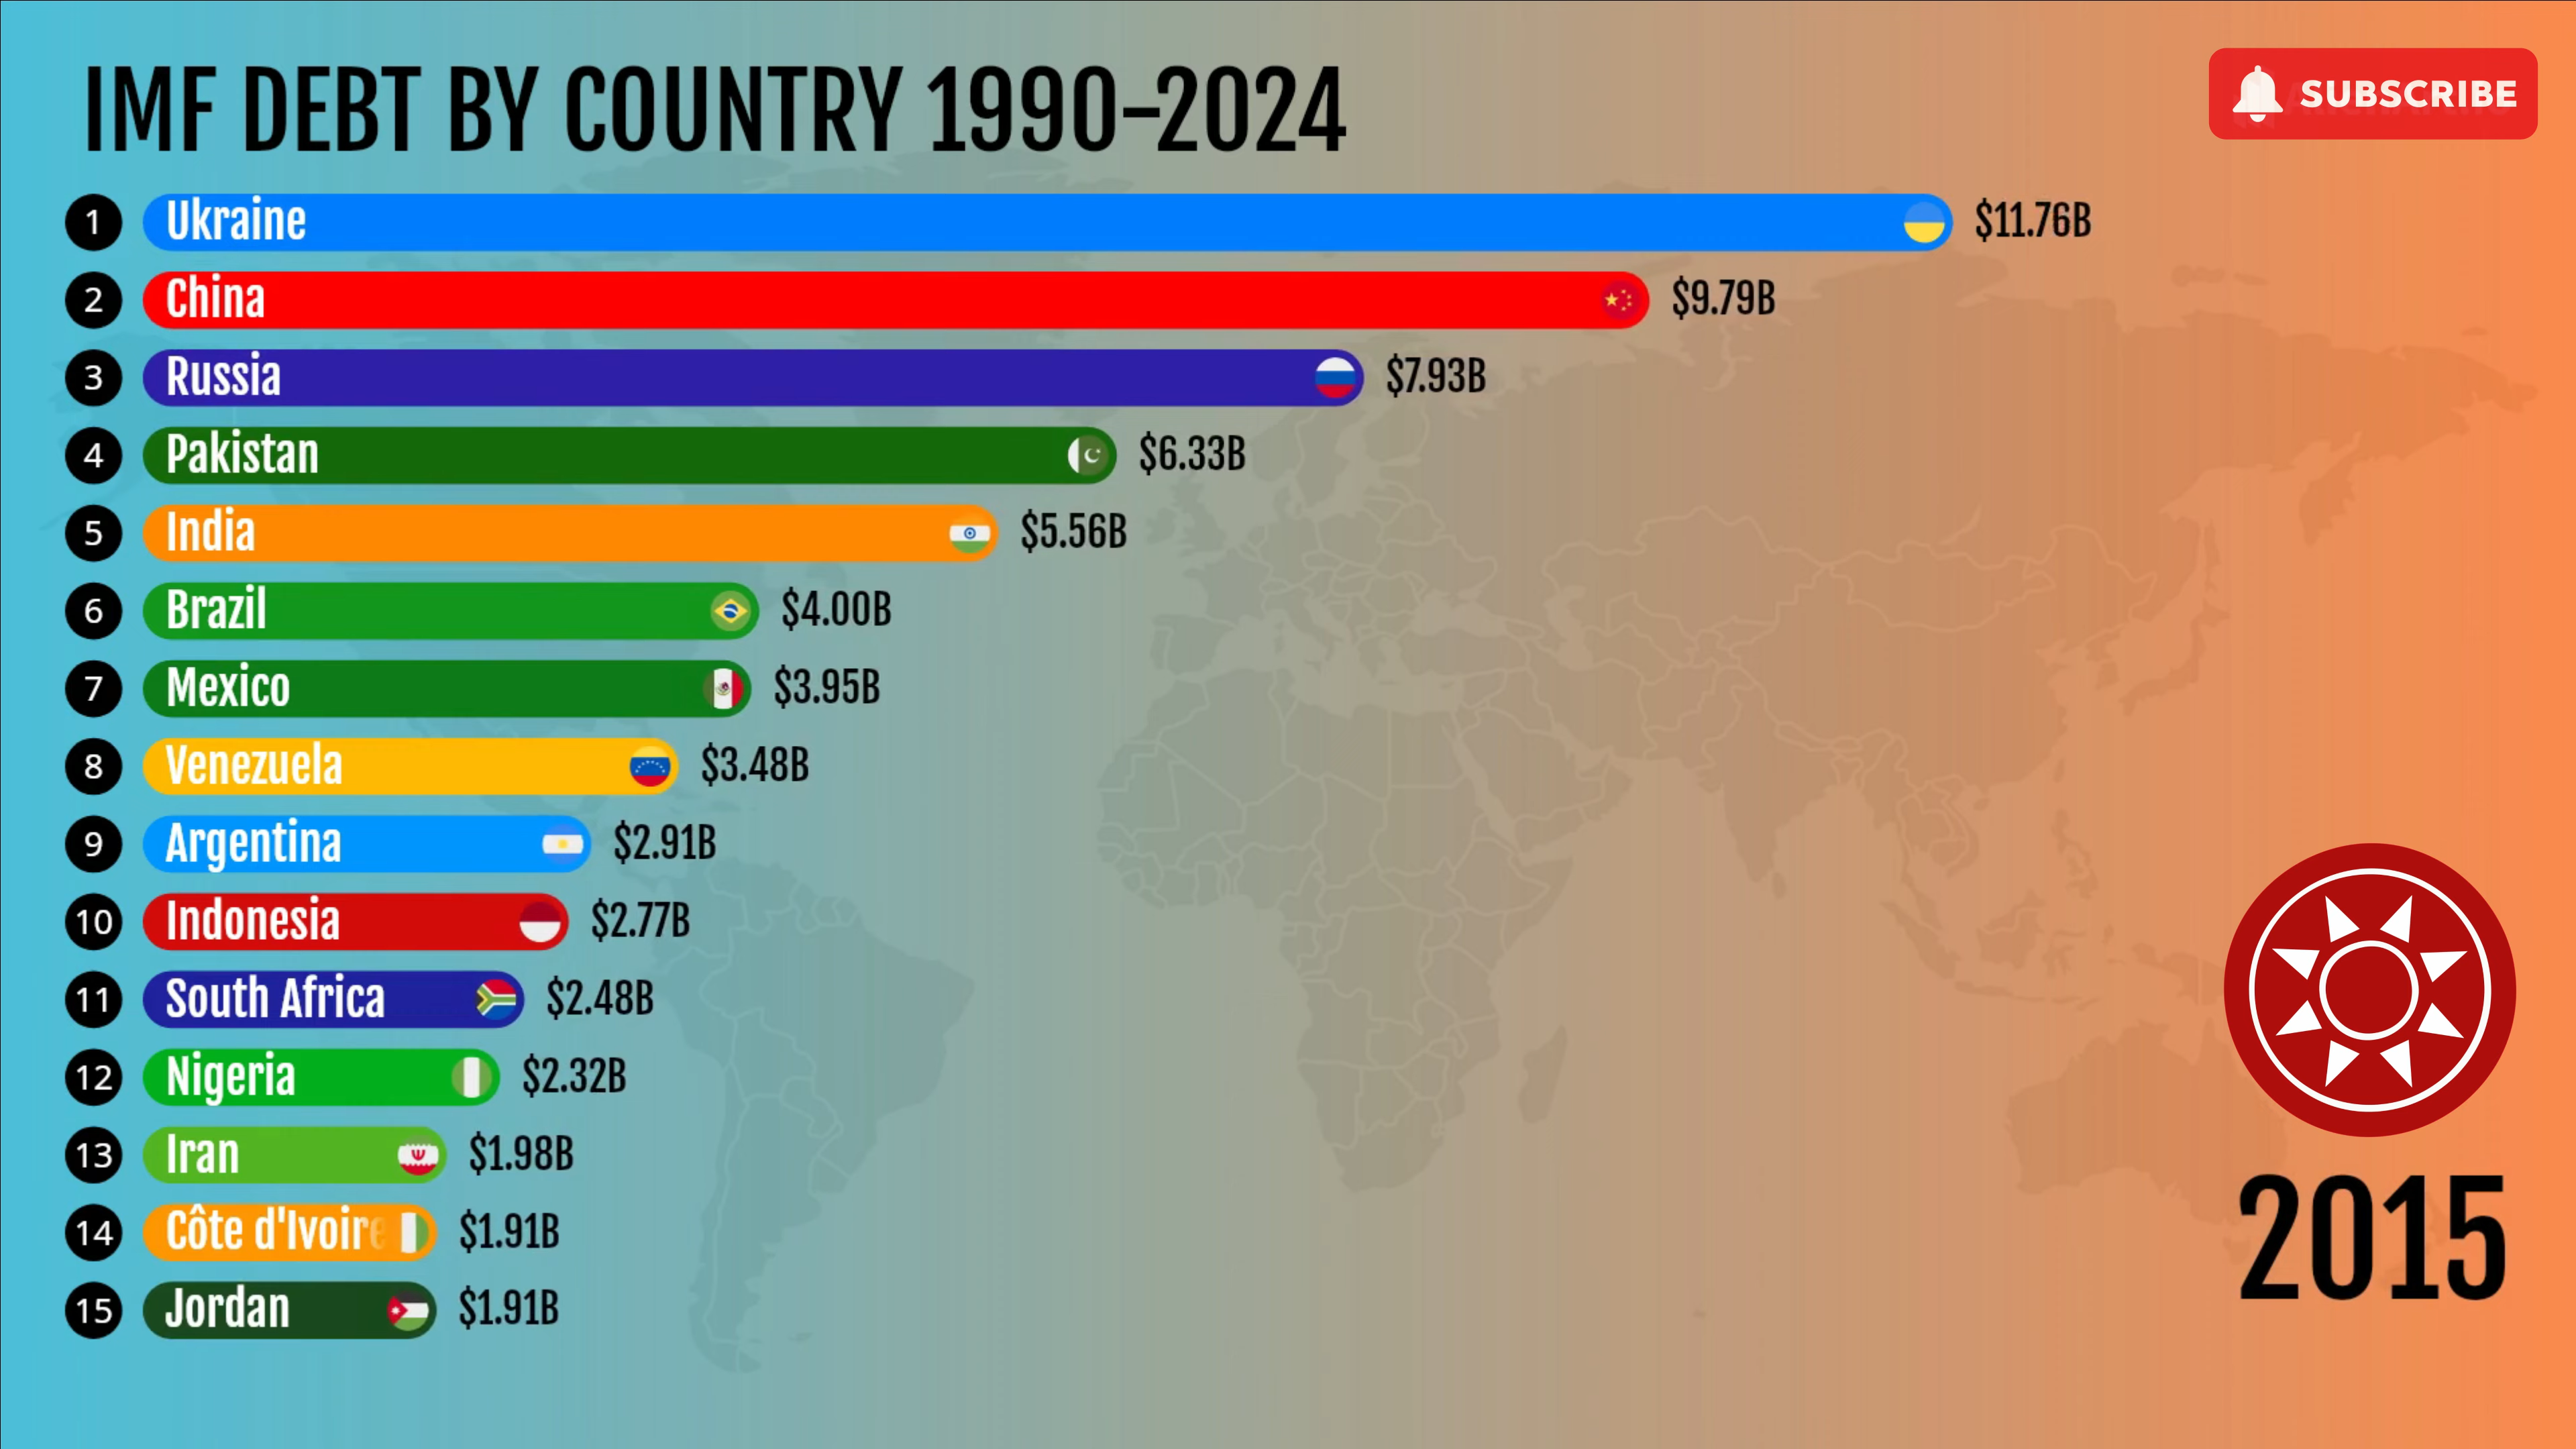 IMF DEBT BY COUNTRY 1990-2024
SUBSCRIBE
1 Ukraine $11.76B
2 China $9.79B
3 Russia $7.93B
4 Pakistan $6.33B
5 India $5.56B
6 Brazil $4.00B
7 Mexico $3.95B
8 Venezuela $3.48B
9 Argentina $2.91B
10 Indonesia $2.77B
11 South Africa $2.48B
12 Nigeria $2.32B
13 Iran $1.98B
14 Côte d'Ivoire $1.91B
15 Jordan $1.91B
2015